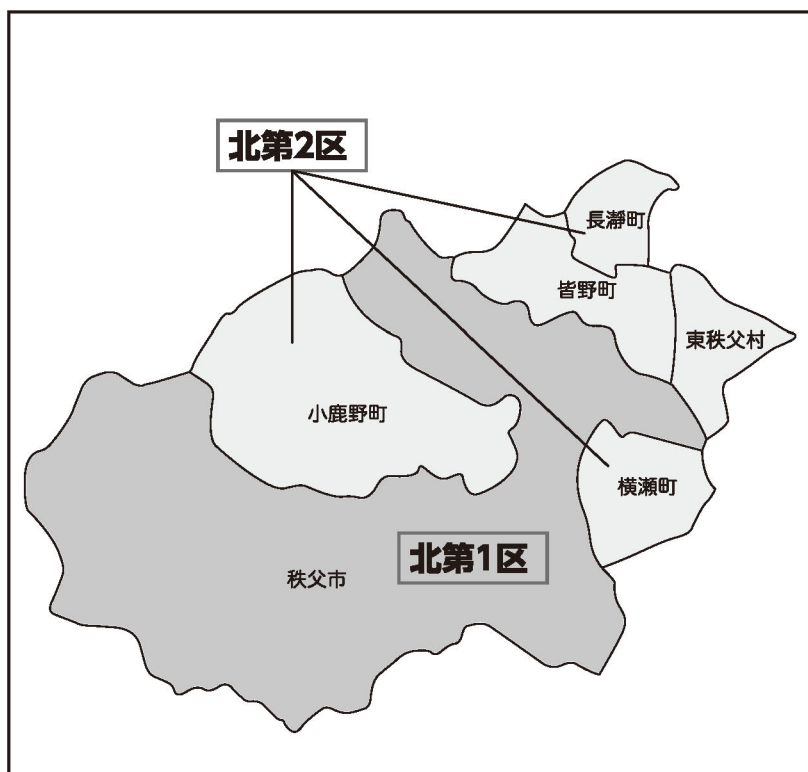 北第2区
長瀞町
皆野町
東秩父村
小鹿野町
横瀬町
北第1区
秩父市